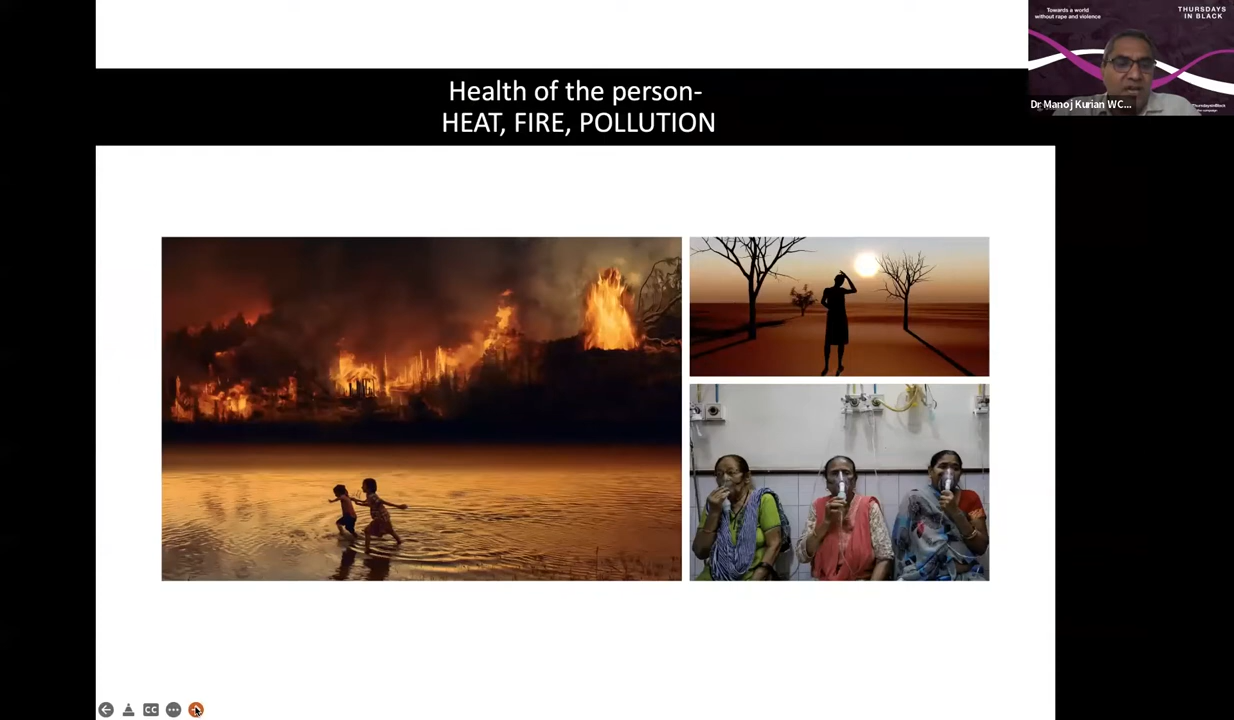 Health of the person-
HEAT, FIRE, POLLUTION
Towards a world
without rape and violence
THURSDAYS
IN BLACK
Dr Manoj Kurian WC...
CC